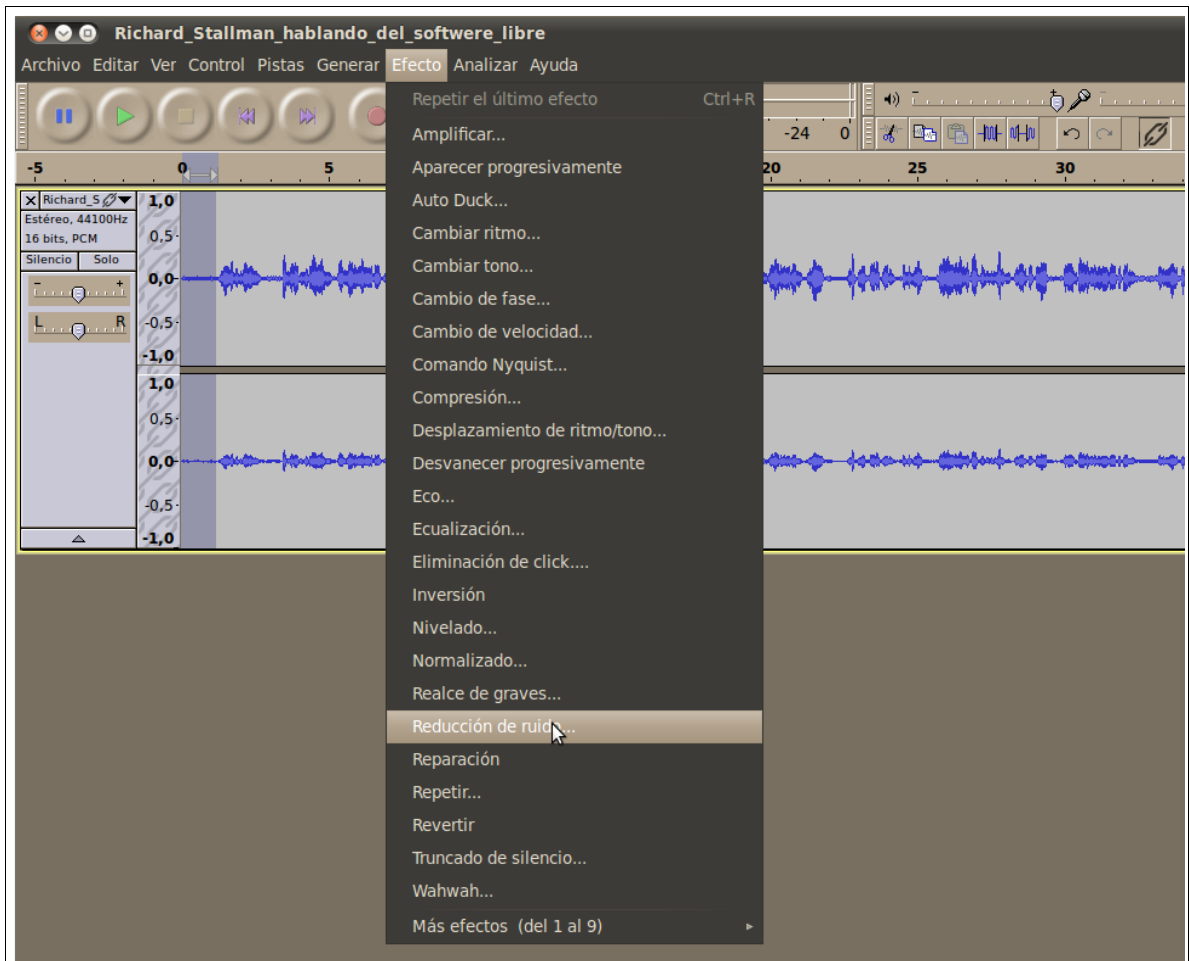 Richard_Stallman_hablando_del_softwere_libre
Archivo Editar Ver Control Pistas Generar Efecto Analizar Ayuda
Repetir el último efecto Ctrl+R
-24 0
Amplificar...
-5 0 5 20 25 30
Aparecer progresivamente
Richard_S
Estéreo, 44100Hz
16 bits, PCM
Silencio Solo
- +
L R
1,0
0,5
0,0
-0,5
-1,0
1,0
0,5
0,0
-0,5
-1,0
Auto Duck...
Cambiar ritmo...
Cambiar tono...
Cambio de fase...
Cambio de velocidad...
Comando Nyquist...
Compresión...
Desplazamiento de ritmo/tono...
Desvanecer progresivamente
Eco...
Ecualización...
Eliminación de click....
Inversión
Nivelado...
Normalizado...
Realce de graves...
Reducción de ruido...
Reparación
Repetir...
Revertir
Truncado de silencio...
Wahwah...
Más efectos (del 1 al 9)